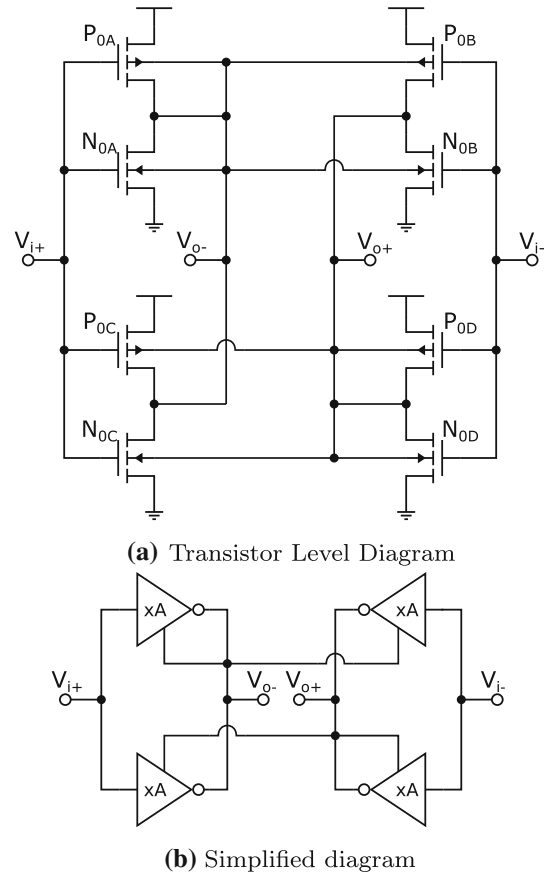 P0A P0B
N0A N0B
Vi+ Vo- Vo+ Vi-
P0C P0D
N0C N0D
(a) Transistor Level Diagram
xA xA
Vi+ Vo- Vo+ Vi-
xA xA
(b) Simplified diagram